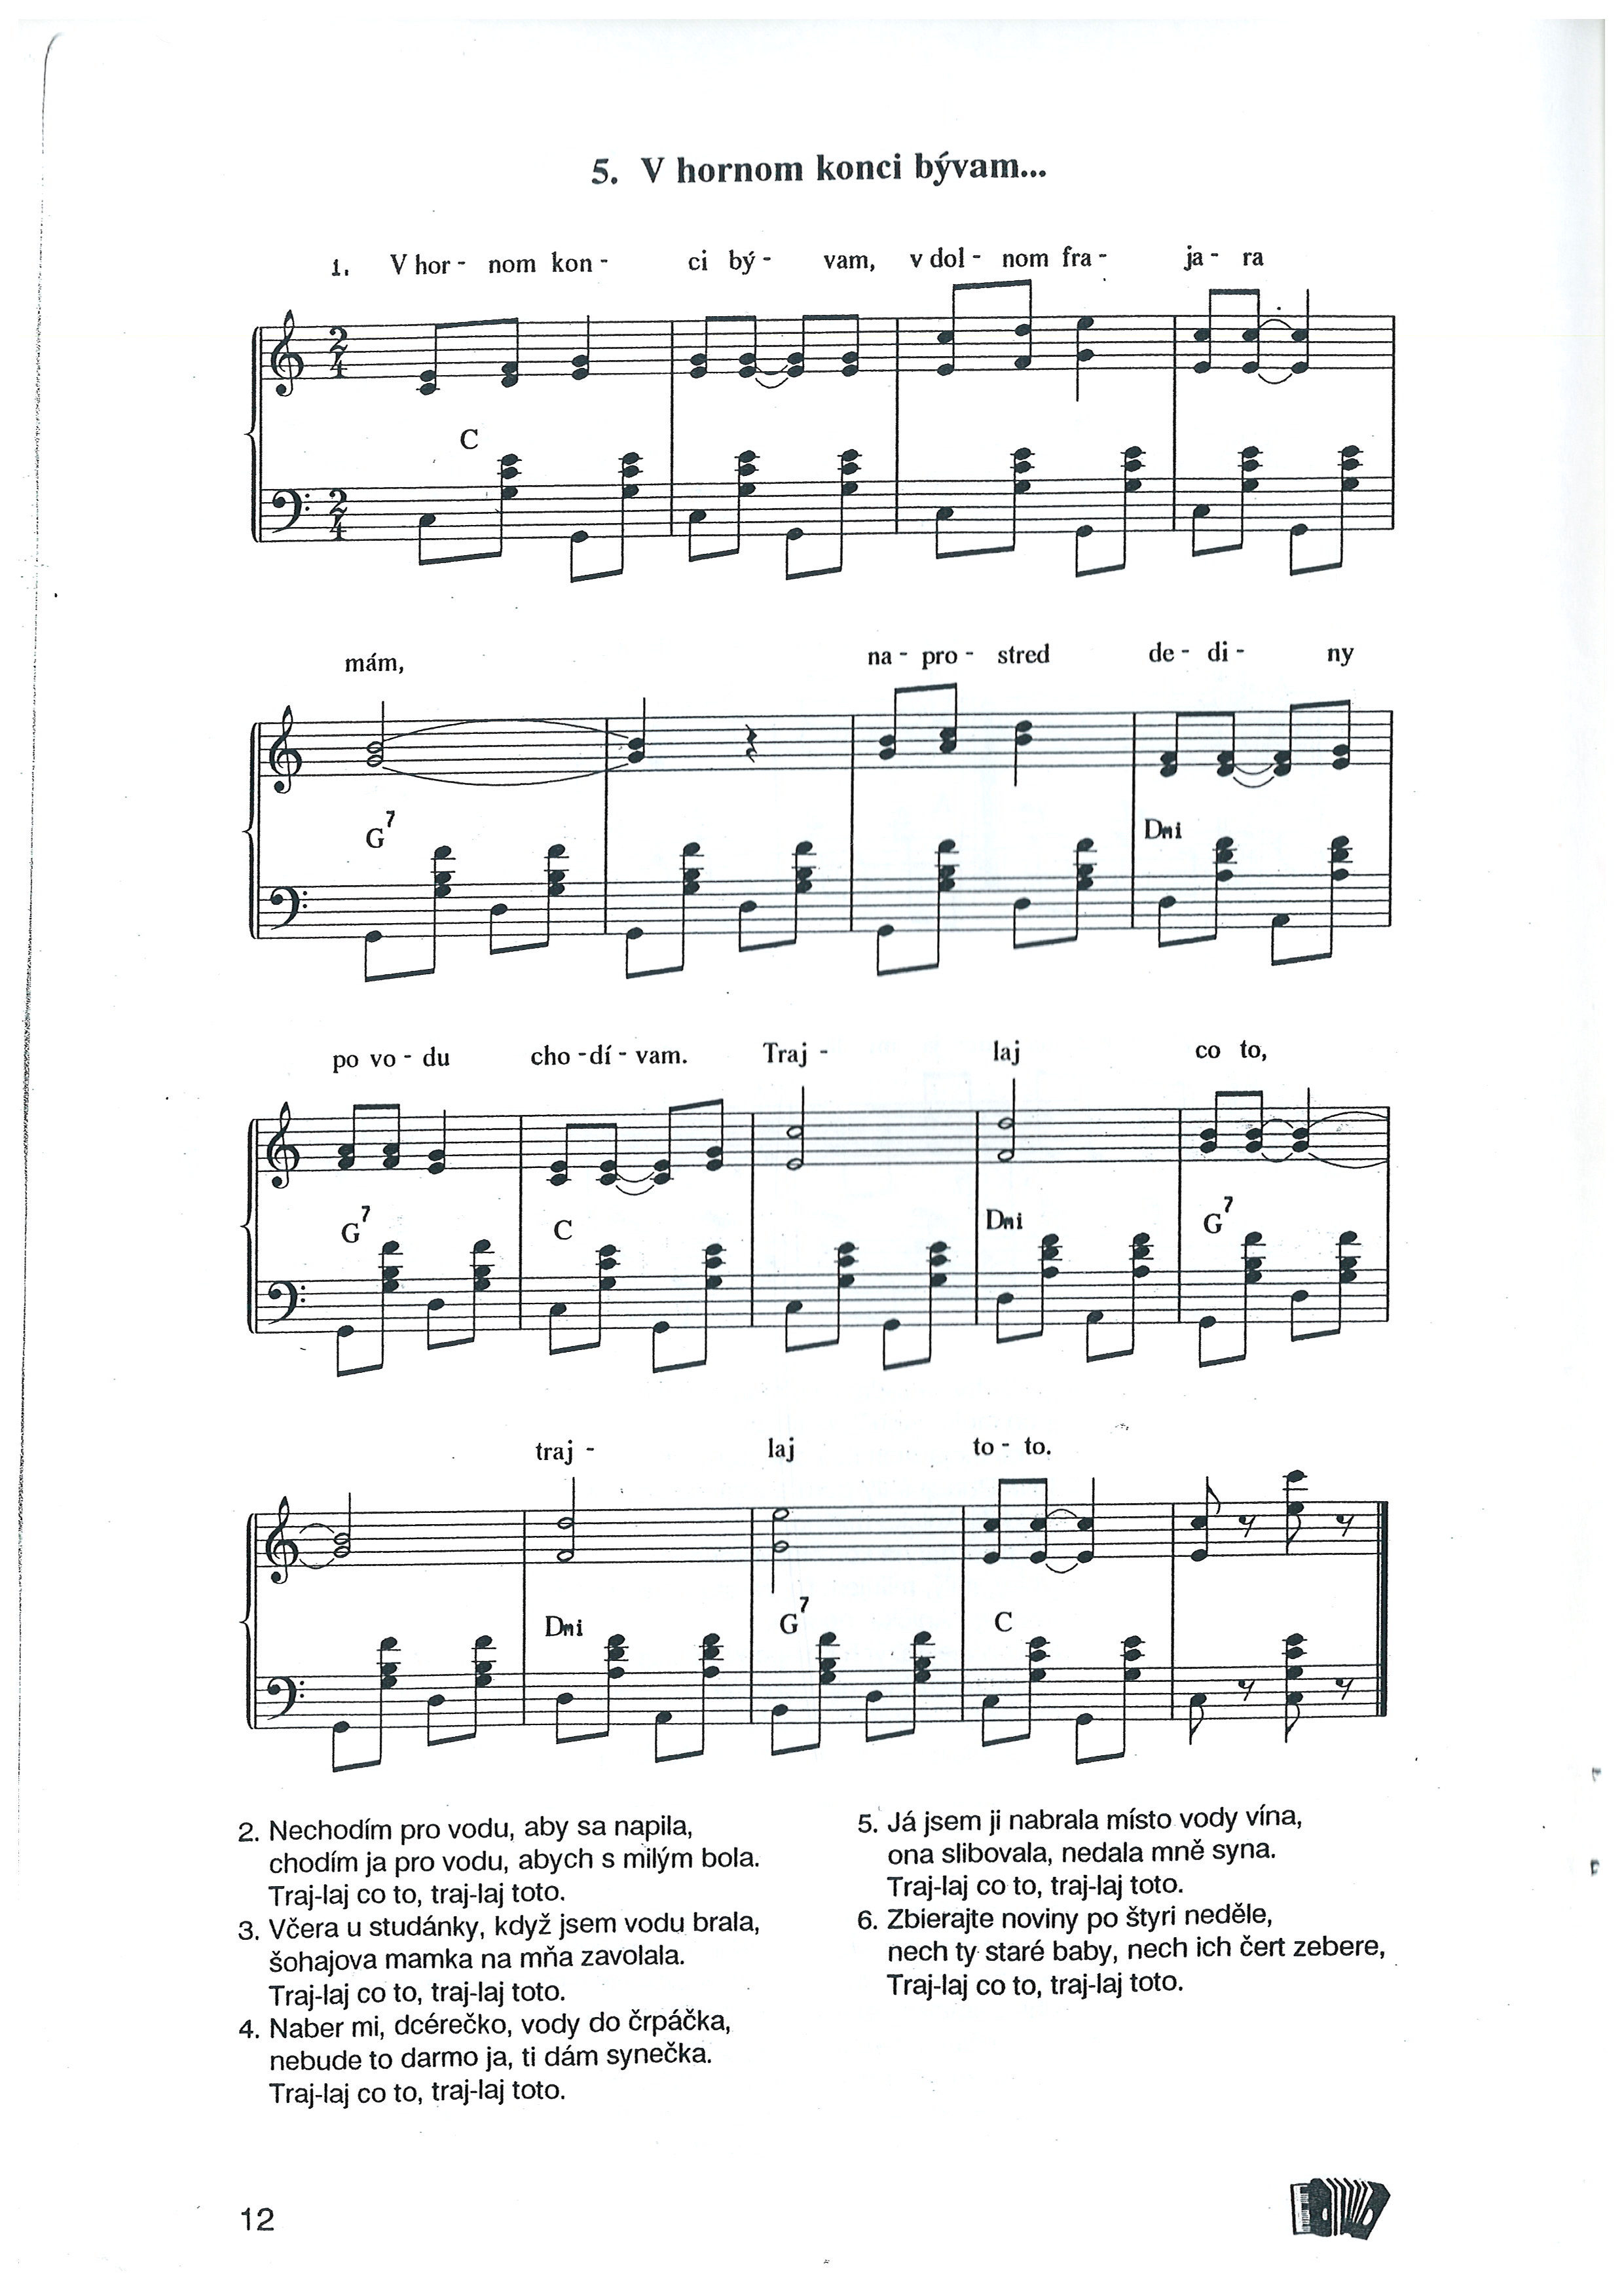 5. V hornom konci bývam...
1. V hor - nom kon - ci bý - vam, v dol - nom fra - ja - ra
2 4
C
2 4
mám, na - pro - stred de - di - ny
G7 Dmi
po vo - du cho - dí - vam. Traj - laj co to,
G7 C Dmi G7
traj - laj to - to.
Dmi G7 C
2. Nechodím pro vodu, aby sa napila,
chodím ja pro vodu, abych s milým bola.
Traj-laj co to, traj-laj toto.
3. Včera u studánky, když jsem vodu brala,
šohajova mamka na mňa zavolala.
Traj-laj co to, traj-laj toto.
4. Naber mi, dcérečko, vody do črpáčka,
nebude to darmo ja, ti dám synečka.
Traj-laj co to, traj-laj toto.
5. Já jsem ji nabrala místo vody vína,
ona slibovala, nedala mně syna.
Traj-laj co to, traj-laj toto.
6. Zbierajte noviny po štyri neděle,
nech ty staré baby, nech ich čert zebere,
Traj-laj co to, traj-laj toto.
12